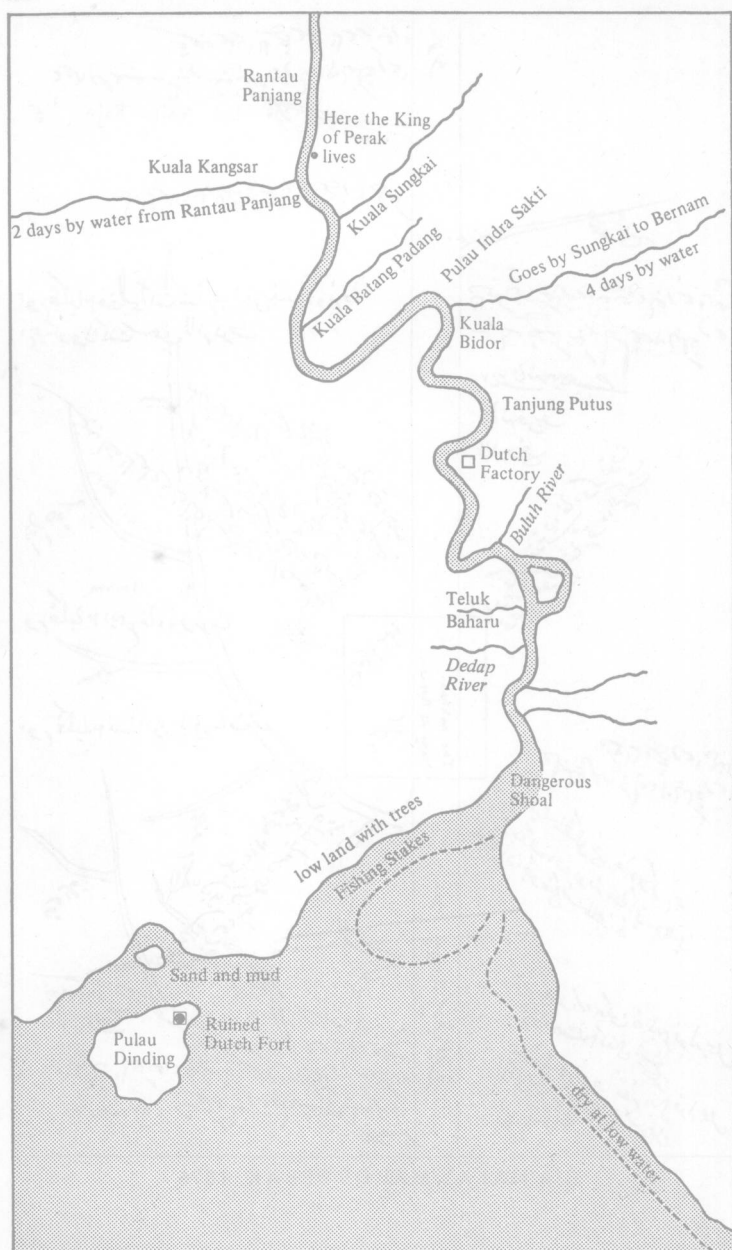 Rantau
Panjang
Here the King
of Perak
lives
Kuala Kangsar
2 days by water from Rantau Panjang
Kuala Sungkai
Kuala Batang Padang
Pulau Indra Sakti
Goes by Sungkai to Bernam
4 days by water
Kuala
Bidor
Tanjung Putus
Dutch
Factory
Buluh River
Teluk
Baharu
Dedap
River
Dangerous
Shoal
low land with trees
Fishing Stakes
Sand and mud
Ruined
Dutch Fort
Pulau
Dinding
dry at low water